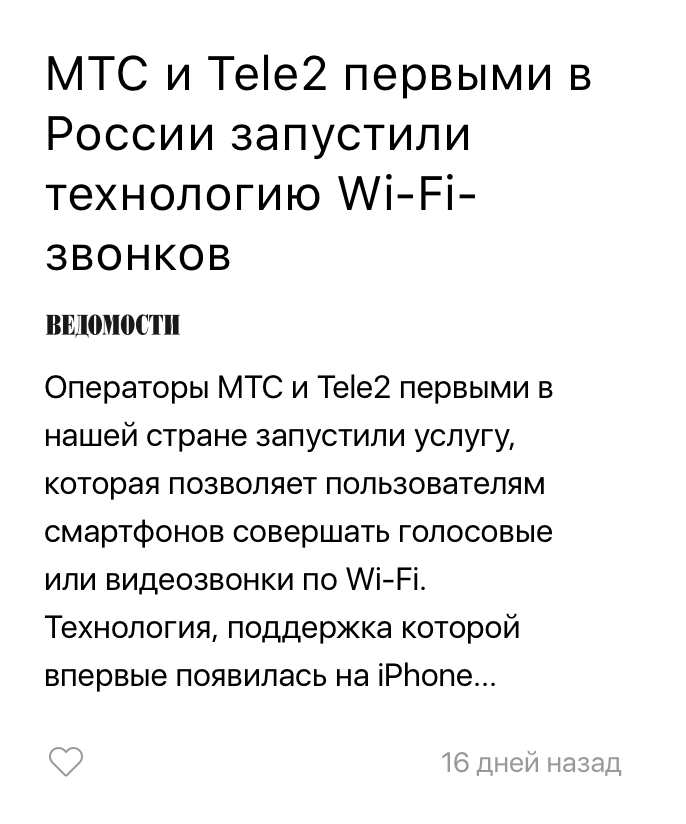 МТС и Tele2 первыми в
России запустили
технологию Wi-Fi-
звонков
ВЕДОМОСТИ
Операторы МТС и Tele2 первыми в
нашей стране запустили услугу,
которая позволяет пользователям
смартфонов совершать голосовые
или видеозвонки по Wi-Fi.
Технология, поддержка которой
впервые появилась на iPhone...
16 дней назад